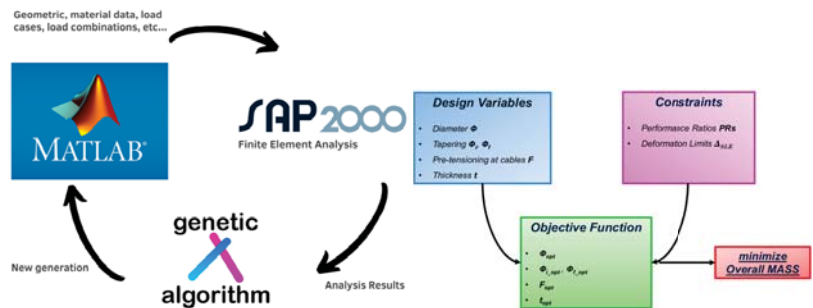 Geometric, material data, load
cases, load combinations, etc...
MATLAB®
SAP2000
Finite Element Analysis
genetic
algorithm
New generation
Analysis Results
Design Variables
• Diameter Φ
• Tapering Φi, Φf
• Pre-tensioning at cables F
• Thickness t
Constraints
• Performance Ratios PRs
• Deformation Limits Δ
Objective Function
• Φopt
• Φi_opt, Φf_opt
• Fopt
• topt
minimize
Overall MASS